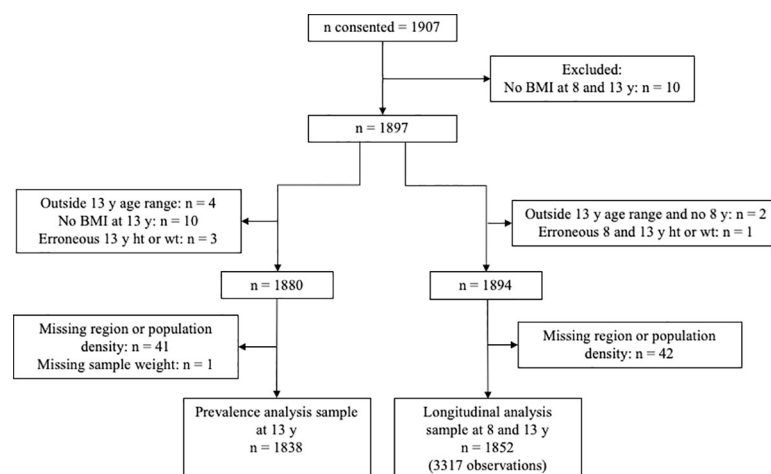 n consented = 1907
Excluded:
No BMI at 8 and 13 y: n = 10
n = 1897
Outside 13 y age range: n = 4
No BMI at 13 y: n = 10
Erroneous 13 y ht or wt: n = 3
Outside 13 y age range and no 8 y: n = 2
Erroneous 8 and 13 y ht or wt: n = 1
n = 1880
n = 1894
Missing region or population
density: n = 41
Missing sample weight: n = 1
Missing region or population
density: n = 42
Prevalence analysis sample
at 13 y
n = 1838
Longitudinal analysis
sample at 8 and 13 y
n = 1852
(3317 observations)